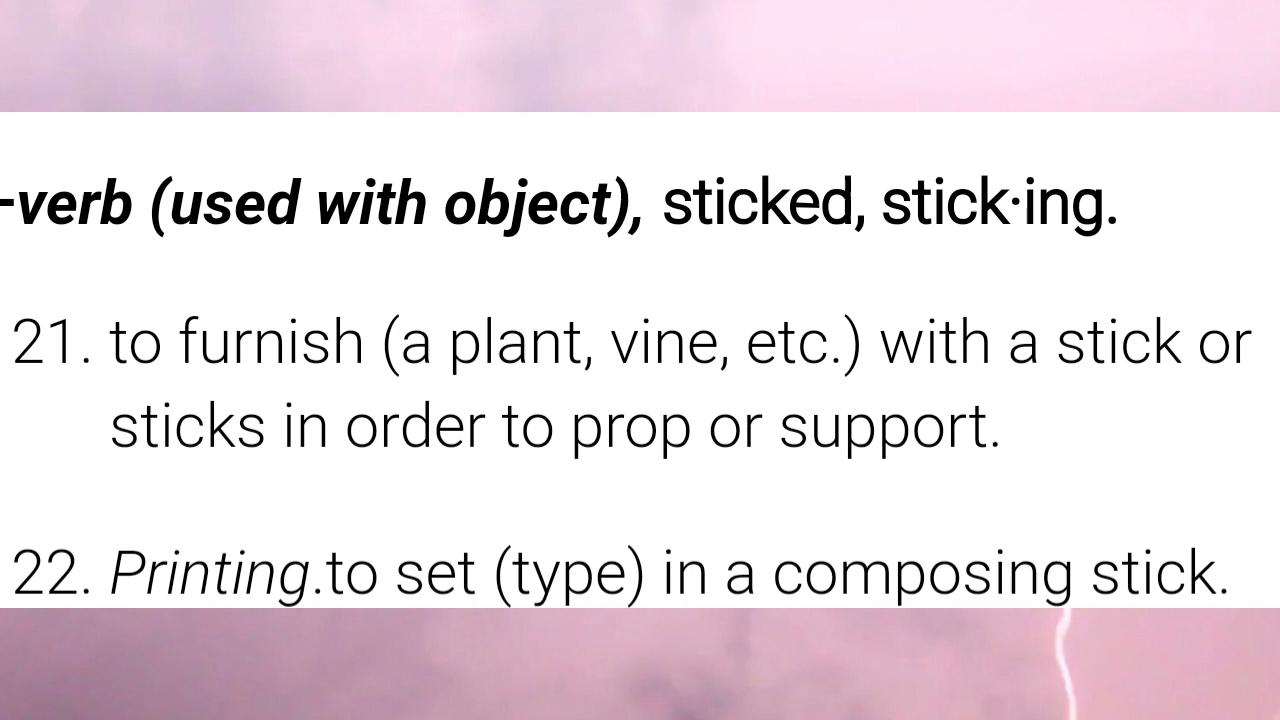 –verb (used with object), sticked, stick·ing.
21. to furnish (a plant, vine, etc.) with a stick or
sticks in order to prop or support.
22. Printing.to set (type) in a composing stick.